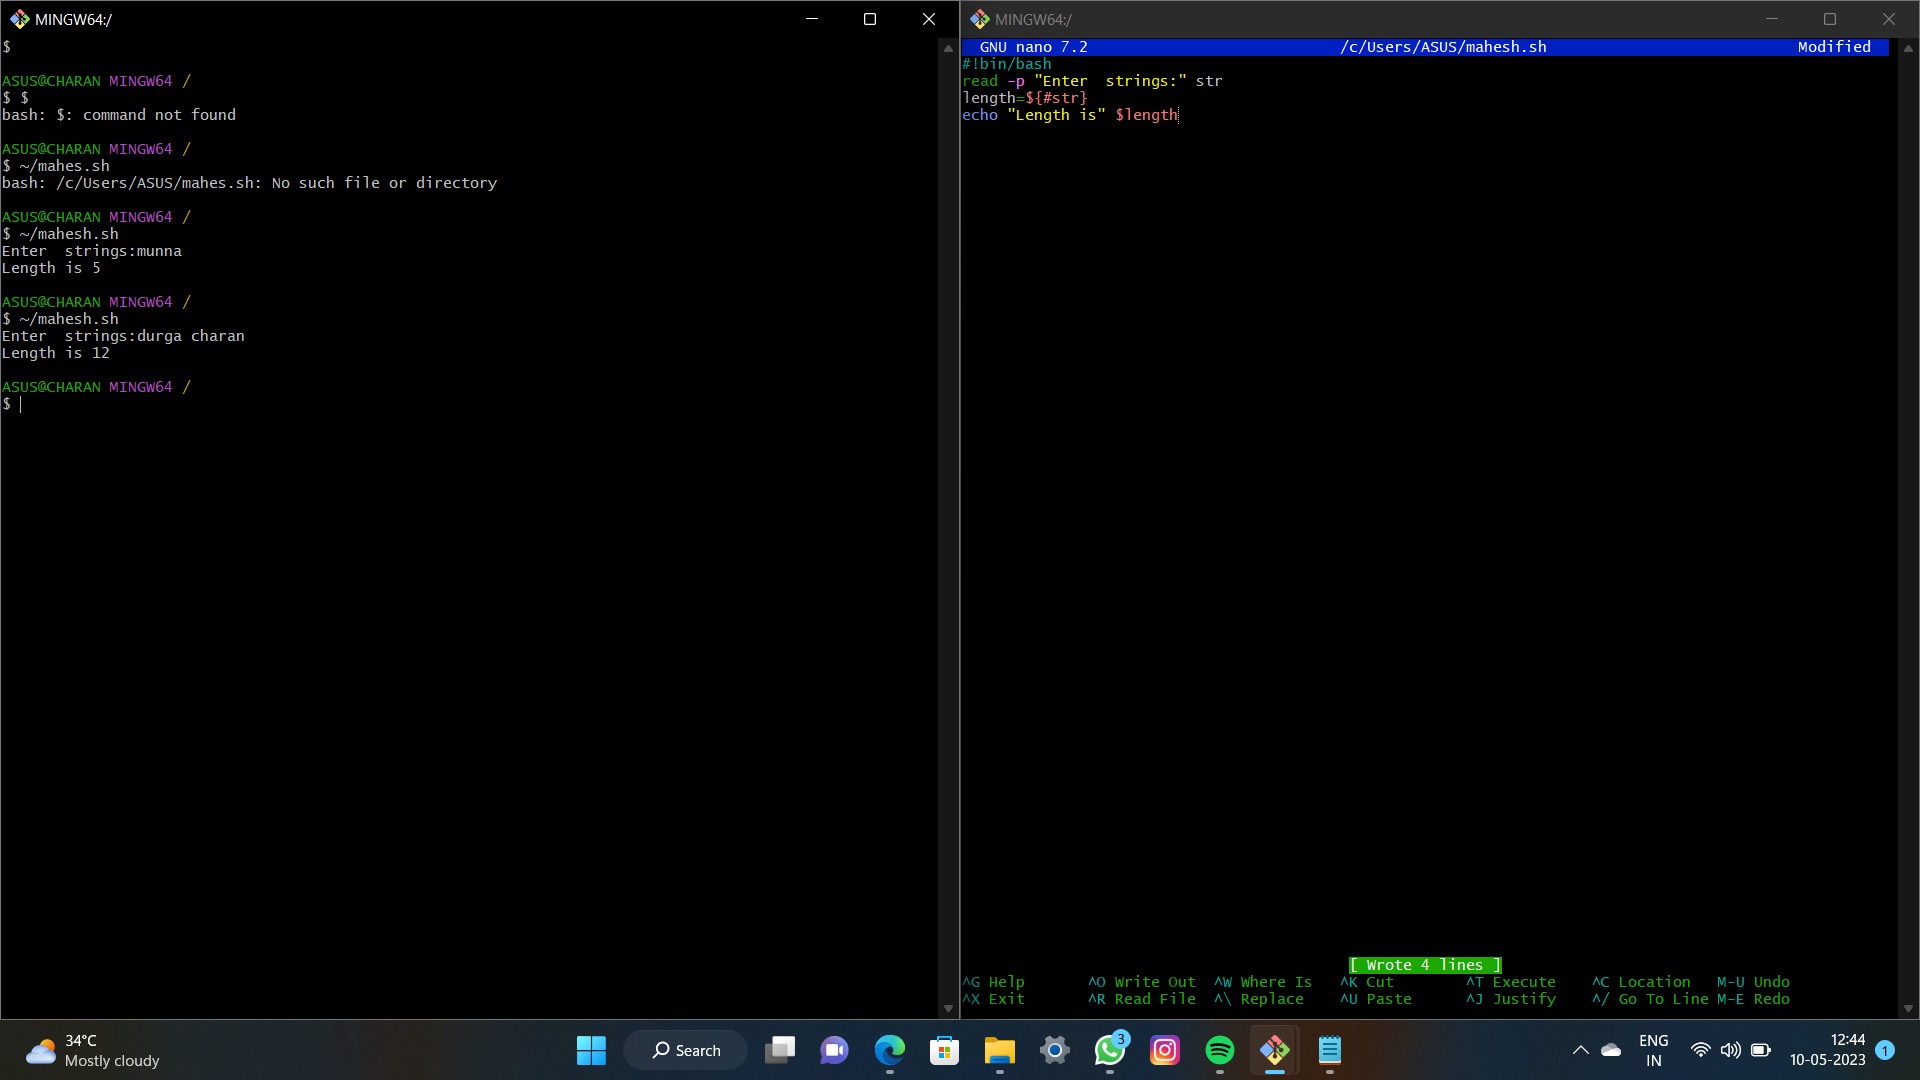 MINGW64:/
$
ASUS@CHARAN MINGW64 /
$ $
bash: $: command not found
ASUS@CHARAN MINGW64 /
$ ~/mahes.sh
bash: /c/Users/ASUS/mahes.sh: No such file or directory
ASUS@CHARAN MINGW64 /
$ ~/mahesh.sh
Enter  strings:munna
Length is 5
ASUS@CHARAN MINGW64 /
$ ~/mahesh.sh
Enter  strings:durga charan
Length is 12
ASUS@CHARAN MINGW64 /
$
MINGW64:/
GNU nano 7.2 /c/Users/ASUS/mahesh.sh Modified
#!bin/bash
read -p "Enter  strings:" str
length=${#str}
echo "Length is" $length
[ Wrote 4 lines ]
^G Help ^O Write Out ^W Where Is ^K Cut ^T Execute ^C Location M-U Undo
^X Exit ^R Read File ^\ Replace ^U Paste ^J Justify ^/ Go To Line M-E Redo
34°C
Mostly cloudy
Search
3
ENG
IN
12:44
10-05-2023
1